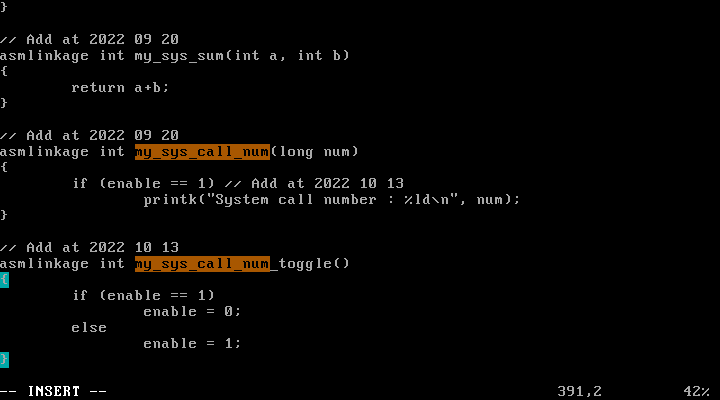 }

// Add at 2022 09 20
asmlinkage int my_sys_sum(int a, int b)
{
        return a+b;
}

// Add at 2022 09 20
asmlinkage int my_sys_call_num(long num)
{
        if (enable == 1) // Add at 2022 10 13
                printk("System call number : %ld\n", num);
}

// Add at 2022 10 13
asmlinkage int my_sys_call_num_toggle()
{
        if (enable == 1)
                enable = 0;
        else
                enable = 1;
}

-- INSERT --                                                  391,2         42%